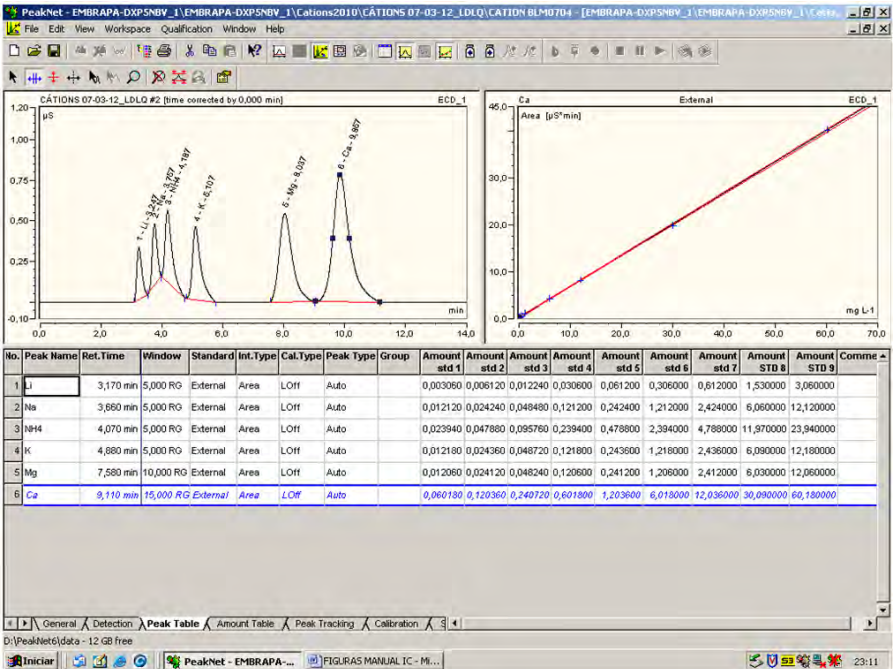 PeakNet - EMBRAPA-DXP5NBV_1\EMBRAPA-DXP5NBV_1\Cations2010\CÁTIONS 07-03-12_LDLQ\CATION BLM0704 - [EMBRAPA-DXP5NBV_1\EMBRAPA-DXP5NBV_1\
File Edit View Workspace Qualification Window Help
CÁTIONS 07-03-12_LDLQ #2 [time corrected by 0,000 min] ECD_1
µS
1,20
1,00
0,75
0,50
0,25
-0,10
1 - Li - 3,247
2 - Na - 3,757
3 - NH4 - 4,187
4 - K - 5,107
5 - Mg - 8,037
6 - Ca - 9,867
min
0,0 2,0 4,0 6,0 8,0 10,0 12,0 14,0
Ca External ECD_1
Area [µS*min]
45,0
30,0
20,0
10,0
0,0
mg L-1
0,0 10,0 20,0 30,0 40,0 50,0 60,0 70,0
No. Peak Name Ret.Time Window Standard Int.Type Cal.Type Peak Type Group Amount std 1 Amount std 2 Amount std 3 Amount std 4 Amount std 5 Amount std 6 Amount std 7 Amount STD 8 Amount STD 9 Comme
1 Li 3,170 min 5,000 RG External Area LOff Auto 0,003060 0,006120 0,012240 0,030600 0,061200 0,306000 0,612000 1,530000 3,060000
2 Na 3,660 min 5,000 RG External Area LOff Auto 0,012120 0,024240 0,048480 0,121200 0,242400 1,212000 2,424000 6,060000 12,120000
3 NH4 4,070 min 5,000 RG External Area LOff Auto 0,023940 0,047880 0,095760 0,239400 0,478800 2,394000 4,788000 11,970000 23,940000
4 K 4,880 min 5,000 RG External Area LOff Auto 0,012180 0,024360 0,048720 0,121800 0,243600 1,218000 2,436000 6,090000 12,180000
5 Mg 7,580 min 10,000 RG External Area LOff Auto 0,012060 0,024120 0,048240 0,120600 0,241200 1,206000 2,412000 6,030000 12,060000
6 Ca 9,110 min 15,000 RG External Area LOff Auto 0,060180 0,120360 0,240720 0,601800 1,203600 6,018000 12,036000 30,090000 60,180000
General Detection Peak Table Amount Table Peak Tracking Calibration S
D:\PeakNet6\data - 12 GB free
Iniciar PeakNet - EMBRAPA-... FIGURAS MANUAL IC - Mi... 23:11